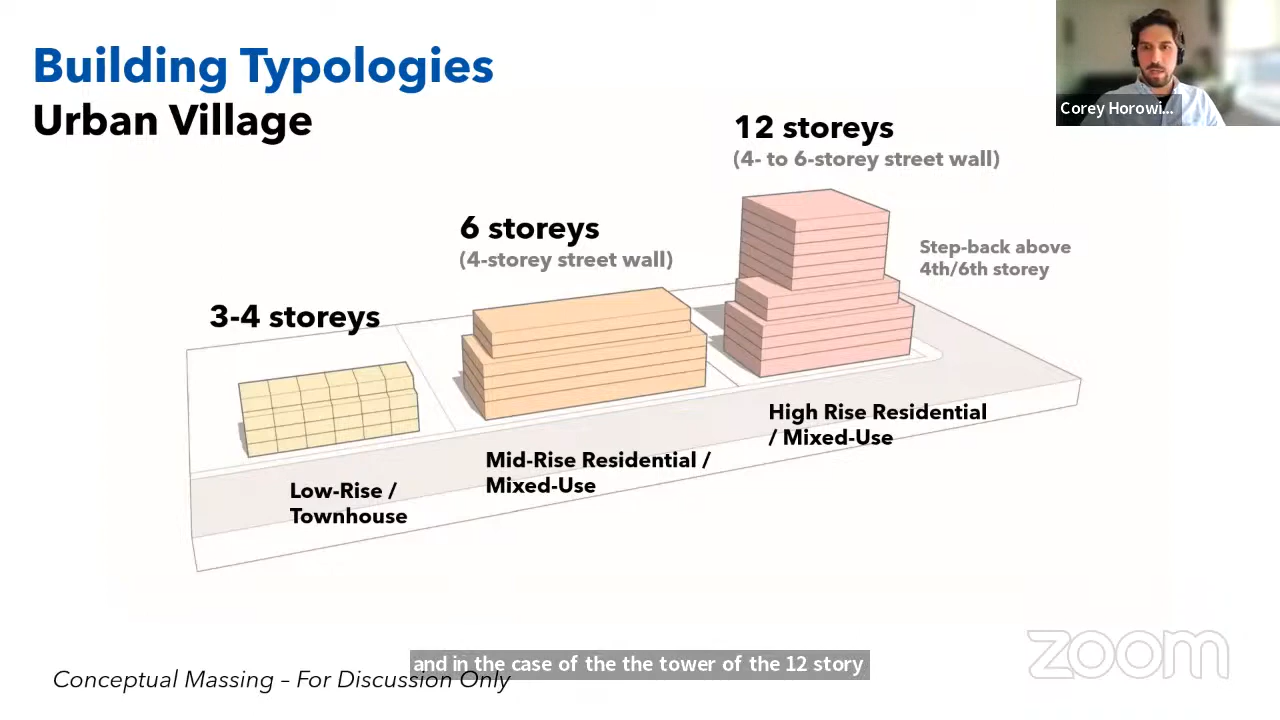 Building Typologies
Urban Village
Corey Horowi...
12 storeys
(4- to 6-storey street wall)
6 storeys
(4-storey street wall)
Step-back above
4th/6th storey
3-4 storeys
High Rise Residential
/ Mixed-Use
Mid-Rise Residential /
Mixed-Use
Low-Rise /
Townhouse
zoom
and in the case of the the tower of the 12 story
Conceptual Massing – For Discussion Only